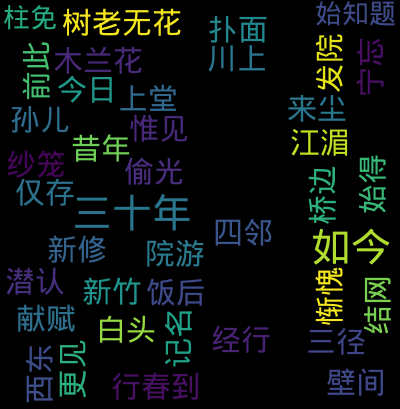 柱免
树老无花
扑面
始知题
前此
木兰花
川上
发院
宁忘
今日
上堂
来尘
孙儿
惟见
江湄
昔年
纱笼
偷光
桥边
始得
仅存
三十年
四邻
如今
新修
院游
潜认
新竹
饭后
惭愧
结网
献赋
白头
记名
经行
三径
西东
更见
行春到
壁间